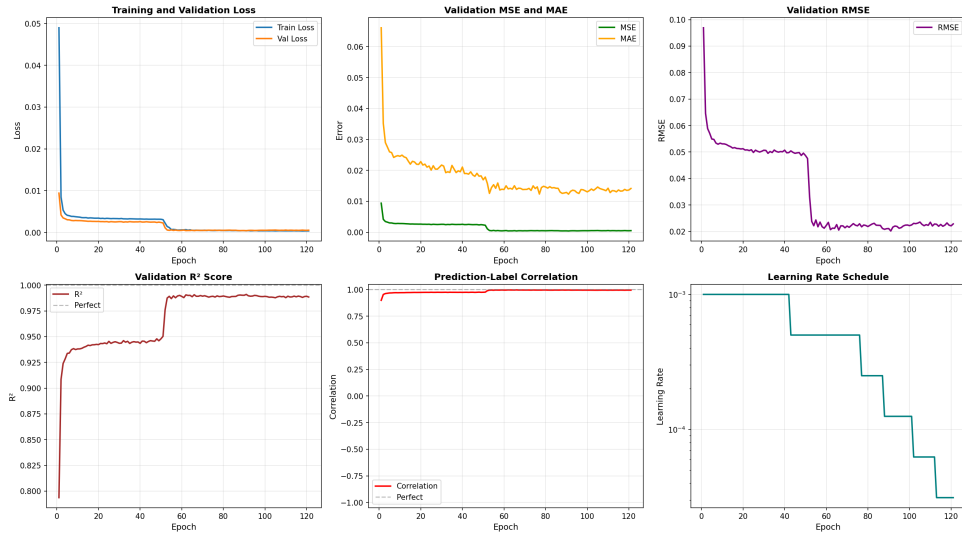 Training and Validation Loss
Train Loss
Val Loss
0.05
0.04
0.03
0.02
0.01
0.00
Loss
0 20 40 60 80 100 120
Epoch
Validation MSE and MAE
MSE
MAE
0.06
0.05
0.04
0.03
0.02
0.01
0.00
Error
0 20 40 60 80 100 120
Epoch
Validation RMSE
RMSE
0.10
0.09
0.08
0.07
0.06
0.05
0.04
0.03
0.02
RMSE
0 20 40 60 80 100 120
Epoch
Validation R² Score
R²
Perfect
1.000
0.975
0.950
0.925
0.900
0.875
0.850
0.825
0.800
R²
0 20 40 60 80 100 120
Epoch
Prediction-Label Correlation
1.00
0.75
0.50
0.25
0.00
−0.25
−0.50
−0.75
−1.00
Correlation
Correlation
Perfect
0 20 40 60 80 100 120
Epoch
Learning Rate Schedule
10⁻³
10⁻⁴
Learning Rate
0 20 40 60 80 100 120
Epoch